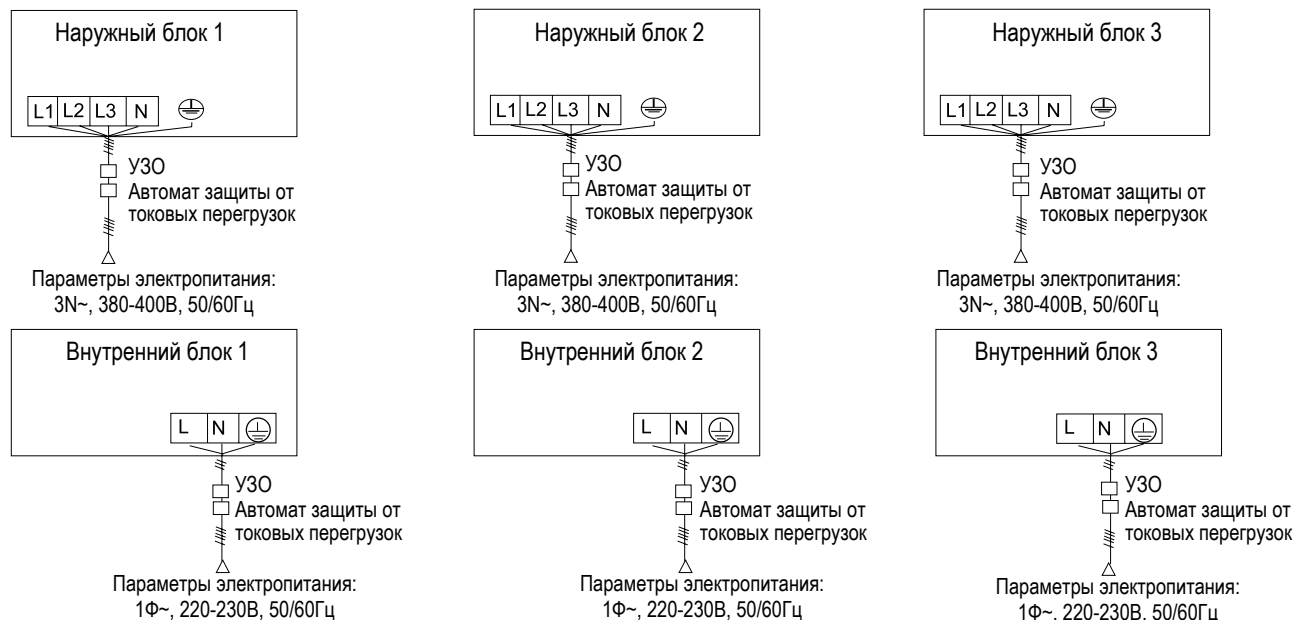 Наружный блок 1
L1 L2 L3 N
УЗО
Автомат защиты от
токовых перегрузок
Параметры электропитания:
3N~, 380-400В, 50/60Гц
Наружный блок 2
L1 L2 L3 N
УЗО
Автомат защиты от
токовых перегрузок
Параметры электропитания:
3N~, 380-400В, 50/60Гц
Наружный блок 3
L1 L2 L3 N
УЗО
Автомат защиты от
токовых перегрузок
Параметры электропитания:
3N~, 380-400В, 50/60Гц
Внутренний блок 1
L N
УЗО
Автомат защиты от
токовых перегрузок
Параметры электропитания:
1Ф~, 220-230В, 50/60Гц
Внутренний блок 2
L N
УЗО
Автомат защиты от
токовых перегрузок
Параметры электропитания:
1Ф~, 220-230В, 50/60Гц
Внутренний блок 3
L N
УЗО
Автомат защиты от
токовых перегрузок
Параметры электропитания:
1Ф~, 220-230В, 50/60Гц